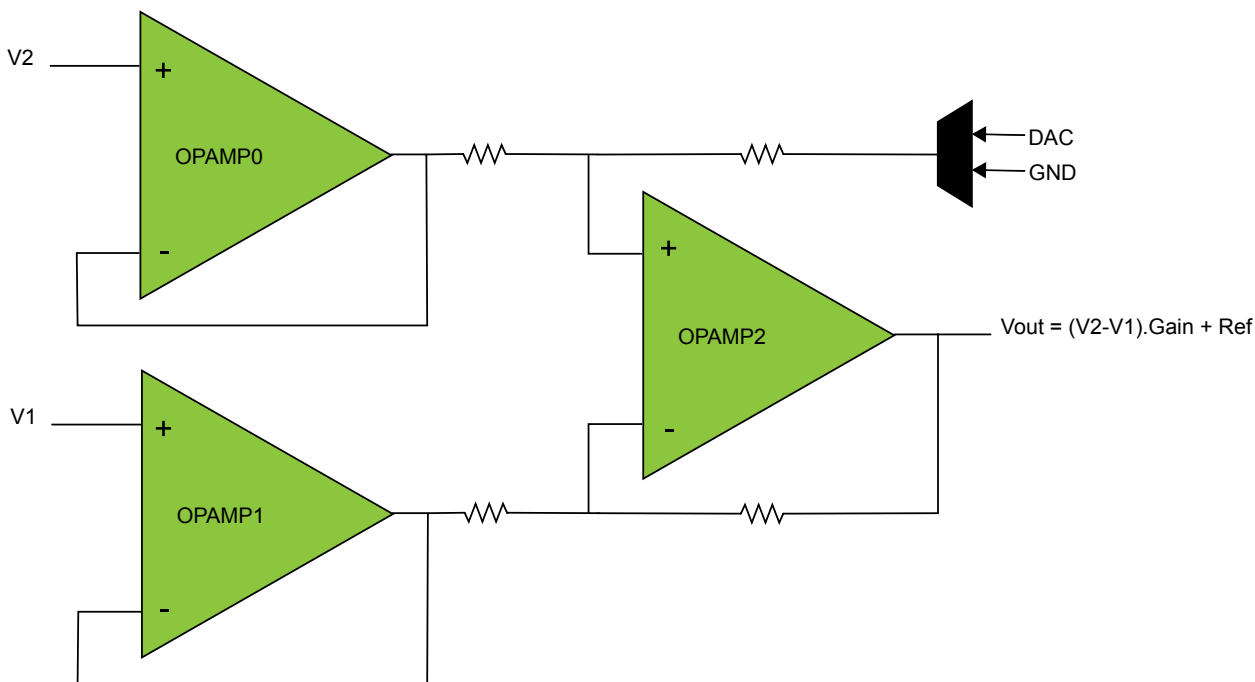 V2
+
OPAMP0
-
DAC
GND
+
OPAMP2
-
Vout = (V2-V1).Gain + Ref
V1
+
OPAMP1
-